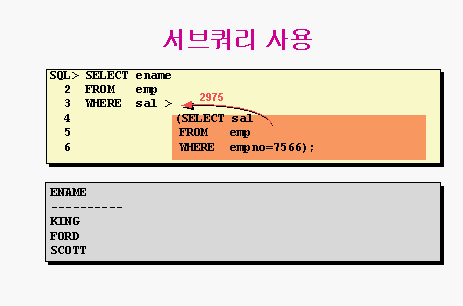 서브쿼리 사용
SQL> SELECT ename
2 FROM emp
3 WHERE sal > 2975
4 (SELECT sal
5 FROM emp
6 WHERE empno=7566);
ENAME
----------
KING
FORD
SCOTT